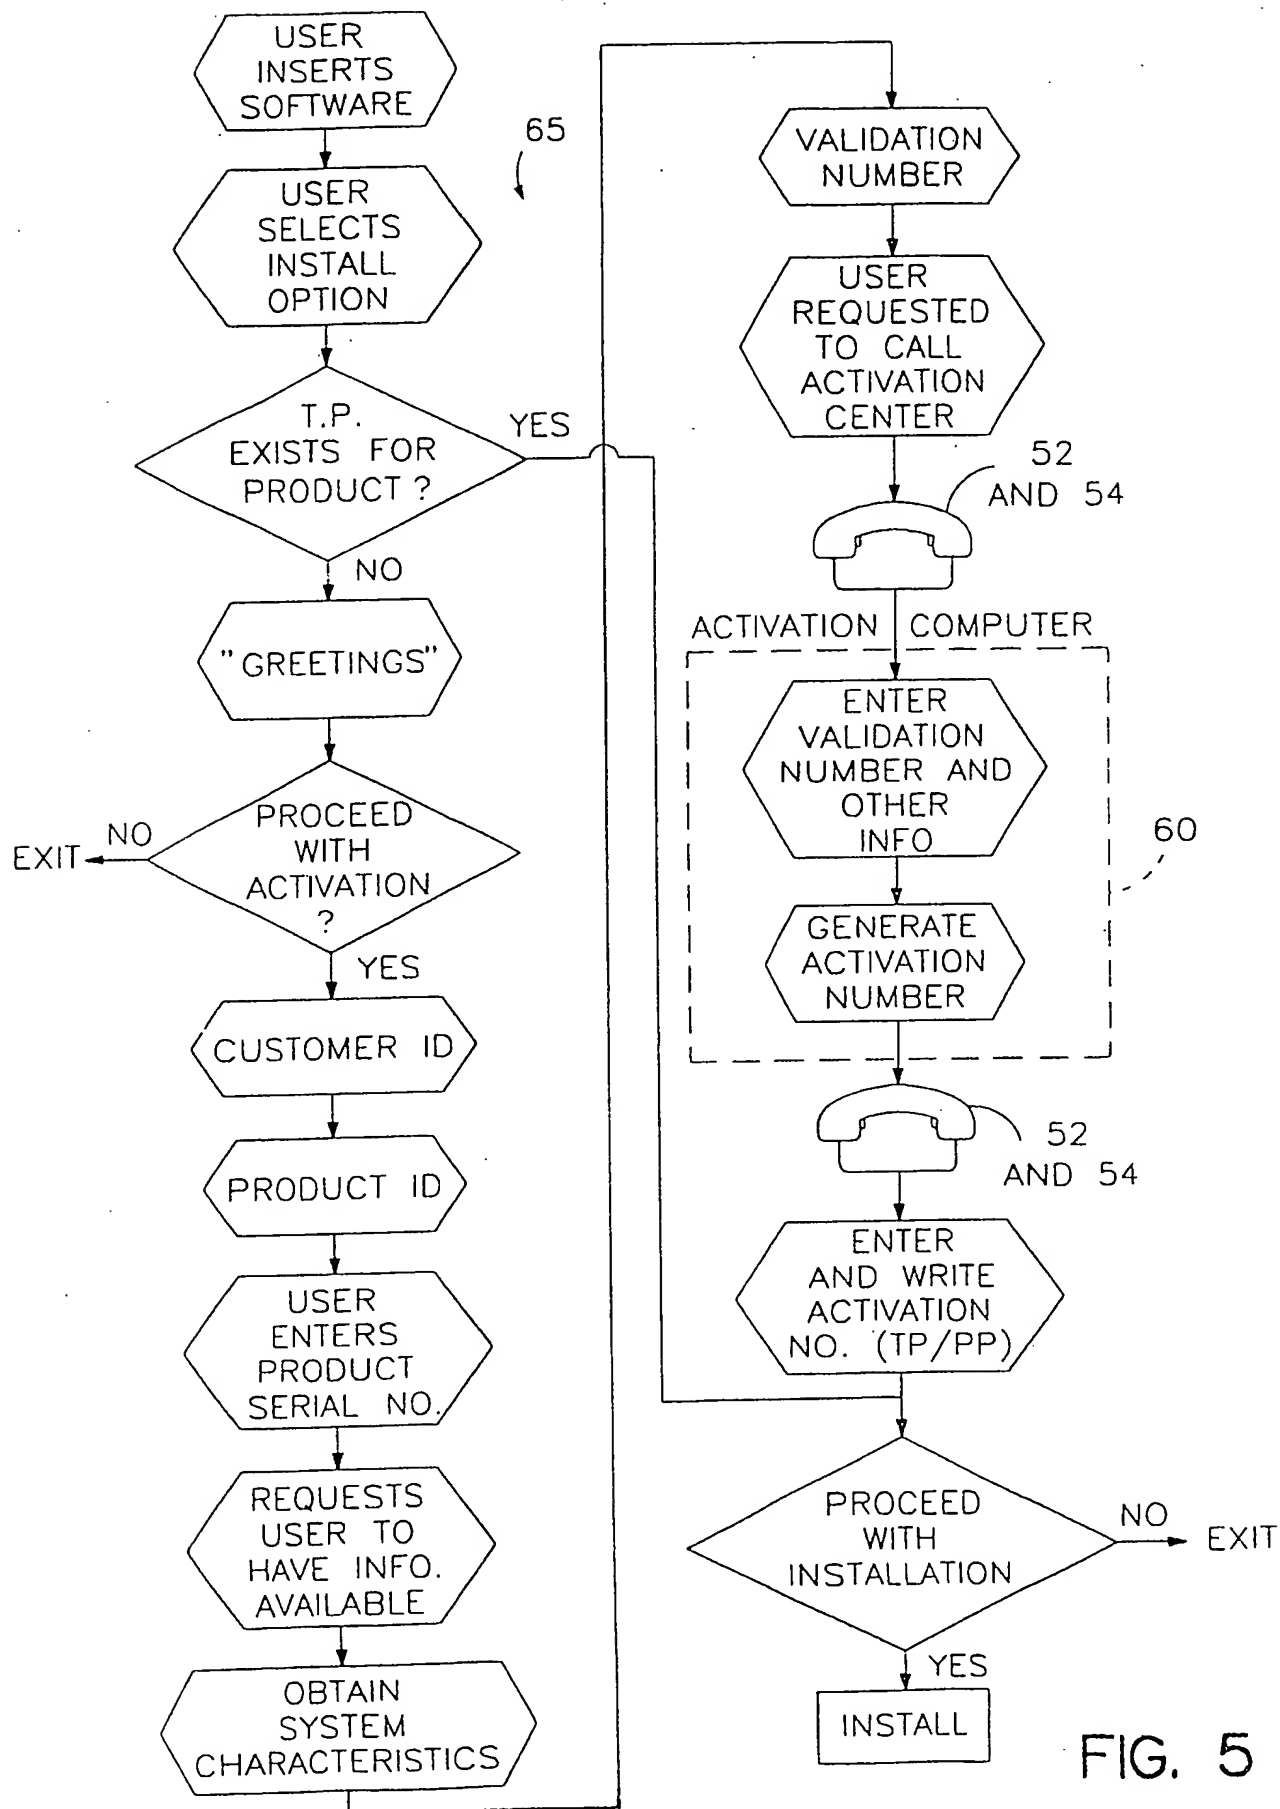 USER
INSERTS
SOFTWARE
65
USER
SELECTS
INSTALL
OPTION
T.P.
EXISTS FOR
PRODUCT ?
YES
NO
"GREETINGS"
PROCEED
WITH
ACTIVATION
?
NO
EXIT
YES
CUSTOMER ID
PRODUCT ID
USER
ENTERS
PRODUCT
SERIAL NO.
REQUESTS
USER TO
HAVE INFO.
AVAILABLE
OBTAIN
SYSTEM
CHARACTERISTICS
VALIDATION
NUMBER
USER
REQUESTED
TO CALL
ACTIVATION
CENTER
52
AND 54
ACTIVATION COMPUTER
ENTER
VALIDATION
NUMBER AND
OTHER
INFO
60
GENERATE
ACTIVATION
NUMBER
52
AND 54
ENTER
AND WRITE
ACTIVATION
NO. (TP/PP)
PROCEED
WITH
INSTALLATION
NO
EXIT
YES
INSTALL
FIG. 5